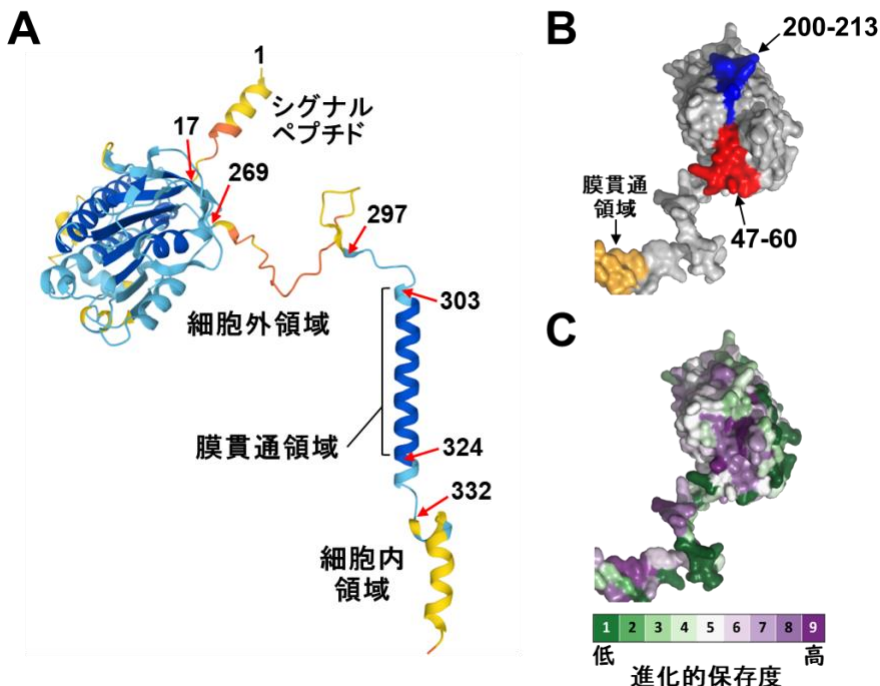 A
1
シグナル
ペプチド
17
269
297
303
細胞外領域
膜貫通領域
324
332
細胞内
領域
B
200-213
膜貫通
領域
47-60
C
1 2 3 4 5 6 7 8 9
低 高
進化的保存度